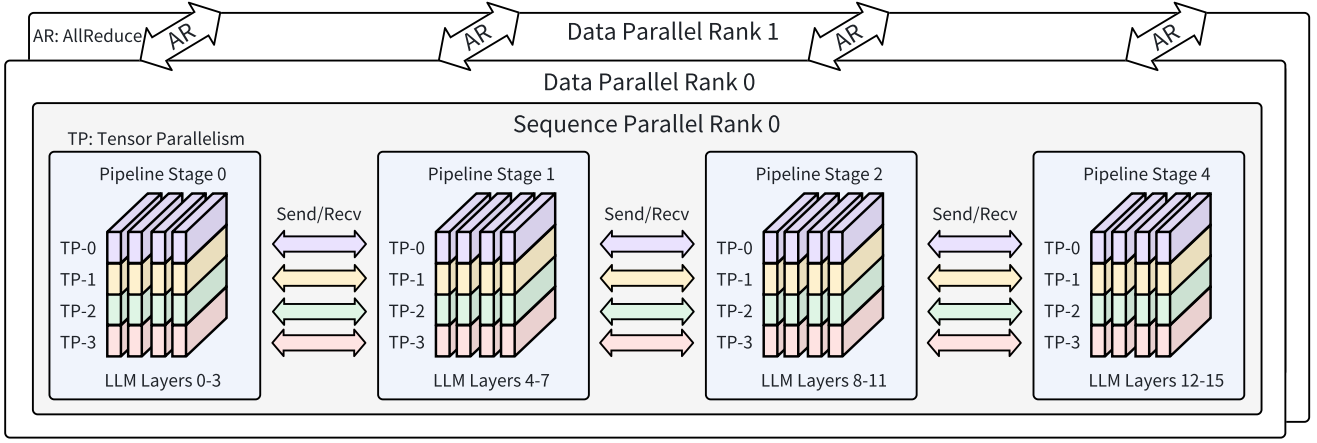 AR: AllReduce
AR
AR
Data Parallel Rank 1
AR
AR
Data Parallel Rank 0
Sequence Parallel Rank 0
TP: Tensor Parallelism
Pipeline Stage 0
TP-0
TP-1
TP-2
TP-3
LLM Layers 0-3
Send/Recv
Pipeline Stage 1
TP-0
TP-1
TP-2
TP-3
LLM Layers 4-7
Send/Recv
Pipeline Stage 2
TP-0
TP-1
TP-2
TP-3
LLM Layers 8-11
Send/Recv
Pipeline Stage 4
TP-0
TP-1
TP-2
TP-3
LLM Layers 12-15